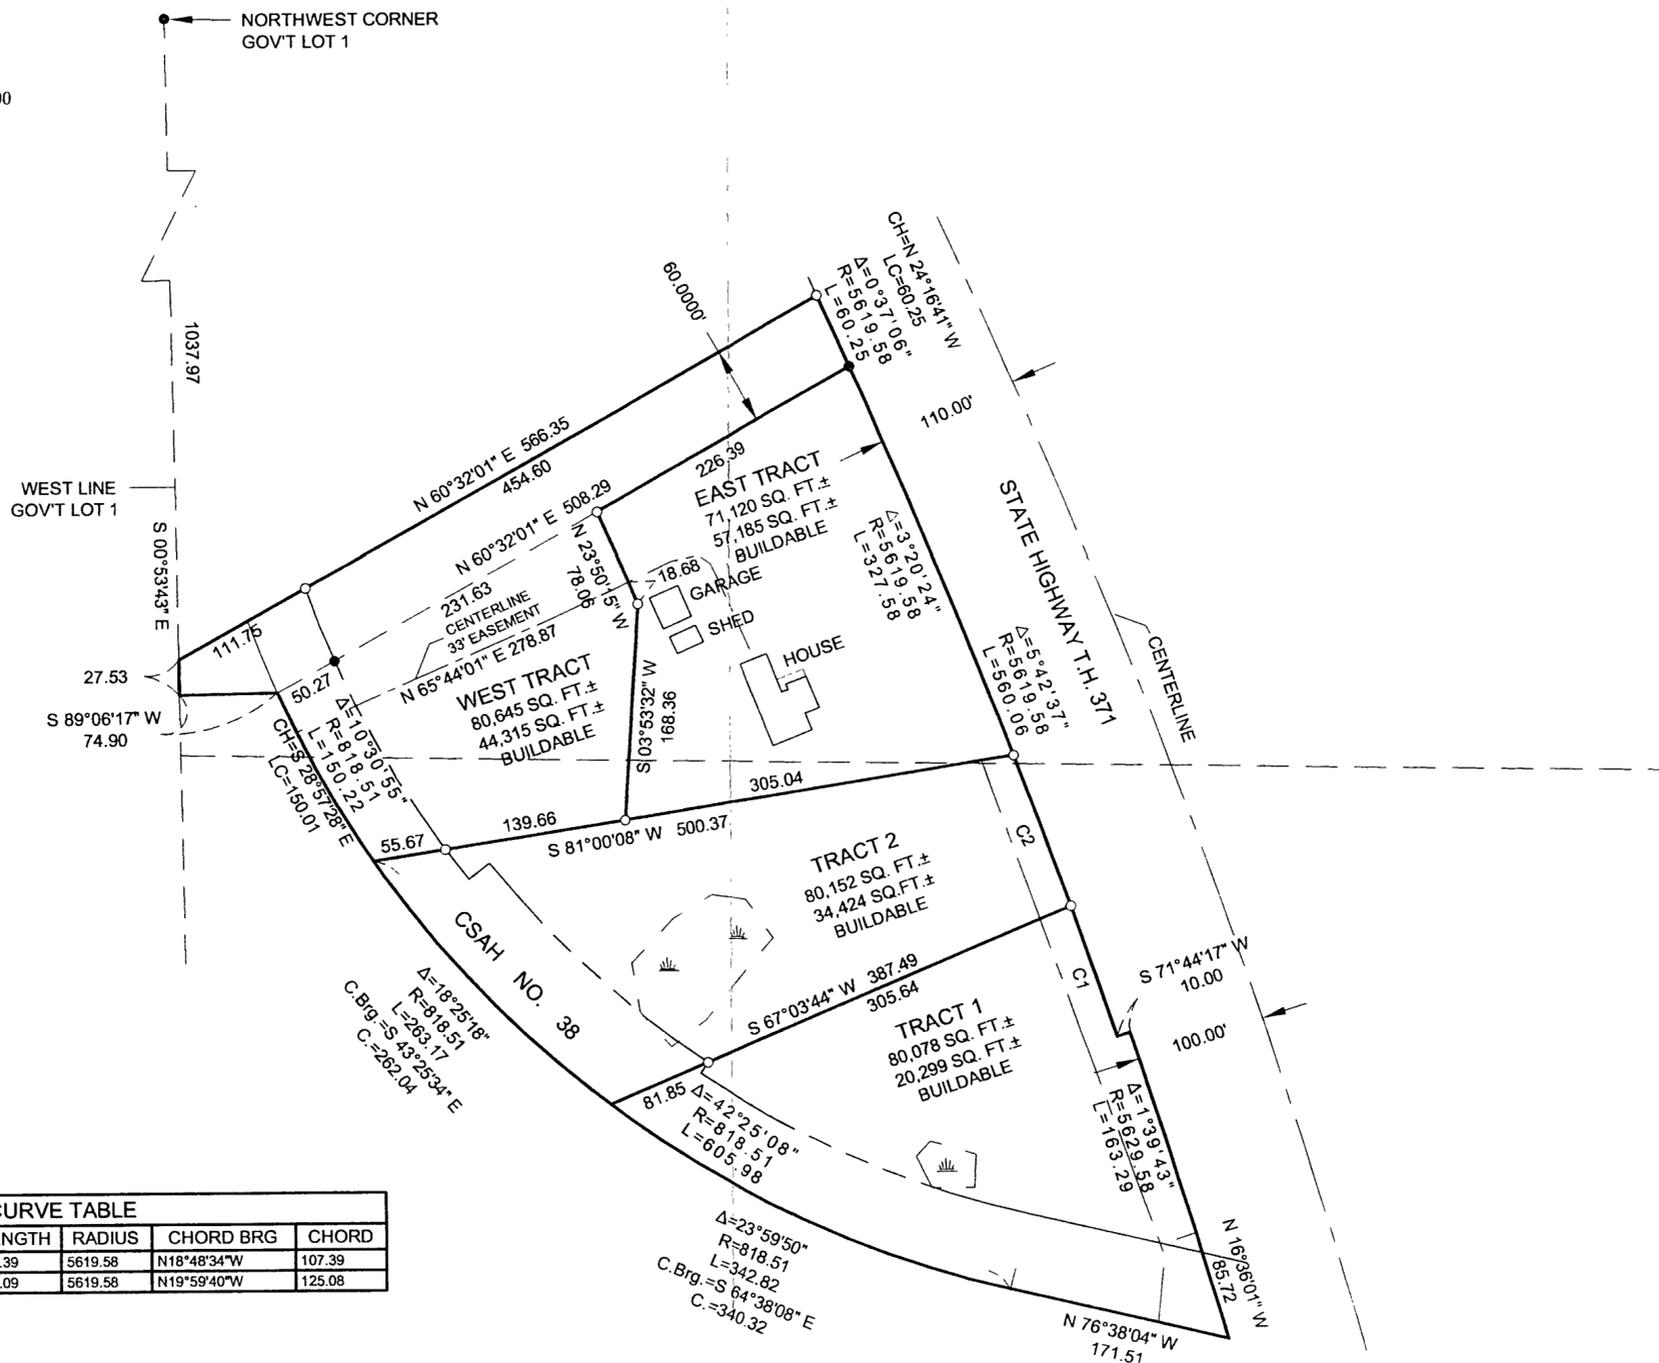 NORTHWEST CORNER
GOV'T LOT 1
00
1037.97
WEST LINE
GOV'T LOT 1
S 00°53'43" E
27.53
S 89°06'17" W
74.90
111.75
50.27
N 60°32'01" E 566.35
454.60
60.0000'
CH=N 24°16'41" W
LC=60.25
Δ=0°37'06"
R=5619.58
L=60.25
110.00'
STATE HIGHWAY T.H. 371
CENTERLINE
N 60°32'01" E 508.29
231.63
226.39
EAST TRACT
71,120 SQ. FT.±
57,185 SQ. FT.±
BUILDABLE
Δ=3°20'24"
R=5619.58
L=327.58
Δ=5°42'37"
R=5619.58
L=560.06
N 23°50'15" W
78.06
18.68
GARAGE
SHED
HOUSE
CENTERLINE
33' EASEMENT
N 65°44'01" E 278.87
WEST TRACT
80,645 SQ. FT.±
44,315 SQ. FT.±
BUILDABLE
S 03°53'32" W
168.36
Δ=10°30'55"
R=818.51
L=150.22
CH=S 28°57'28" E
LC=150.01
55.67
139.66
305.04
S 81°00'08" W 500.37
TRACT 2
80,152 SQ. FT.±
34,424 SQ.FT.±
BUILDABLE
C2
CSAH NO. 38
Δ=18°25'18"
R=818.51
L=263.17
C.Brg.=S 43°25'34" E
C.=262.04
S 67°03'44" W 387.49
305.64
81.85
TRACT 1
80,078 SQ. FT.±
20,299 SQ. FT.±
BUILDABLE
C1
S 71°44'17" W
10.00
100.00'
Δ=1°39'43"
R=5629.58
L=163.29
Δ=42°25'08"
R=818.51
L=605.98
Δ=23°59'50"
R=818.51
L=342.82
C.Brg.=S 64°38'08" E
C.=340.32
N 16°36'01" W
85.72
N 76°38'04" W
171.51
CURVE TABLE
NGTH RADIUS CHORD BRG CHORD
.39 5619.58 N18°48'34"W 107.39
.09 5619.58 N19°59'40"W 125.08